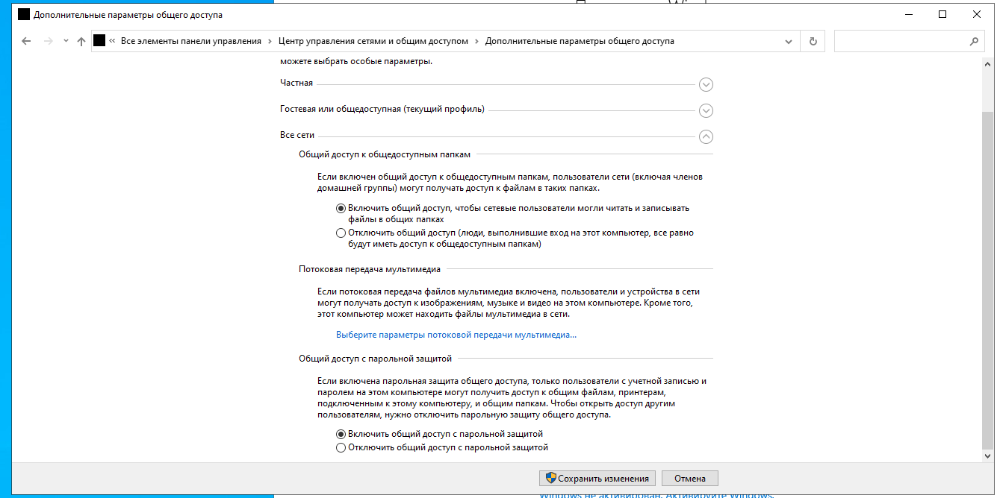 Дополнительные параметры общего доступа
« Все элементы панели управления › Центр управления сетями и общим доступом › Дополнительные параметры общего доступа
можете выбрать особые параметры.
Частная
Гостевая или общедоступная (текущий профиль)
Все сети
Общий доступ к общедоступным папкам
Если включен общий доступ к общедоступным папкам, пользователи сети (включая членов
домашней группы) могут получать доступ к файлам в таких папках.
Включить общий доступ, чтобы сетевые пользователи могли читать и записывать
файлы в общих папках
Отключить общий доступ (люди, выполнившие вход на этот компьютер, все равно
будут иметь доступ к общедоступным папкам)
Потоковая передача мультимедиа
Если потоковая передача файлов мультимедиа включена, пользователи и устройства в сети
могут получать доступ к изображениям, музыке и видео на этом компьютере. Кроме того,
этот компьютер может находить файлы мультимедиа в сети.
Выберите параметры потоковой передачи мультимедиа...
Общий доступ с парольной защитой
Если включена парольная защита общего доступа, только пользователи с учетной записью и
паролем на этом компьютере могут получить доступ к общим файлам, принтерам,
подключенным к этому компьютеру, и общим папкам. Чтобы открыть доступ другим
пользователям, нужно отключить парольную защиту общего доступа.
Включить общий доступ с парольной защитой
Отключить общий доступ с парольной защитой
Сохранить изменения
Отмена
Windows не активирован. Активируйте Windows.